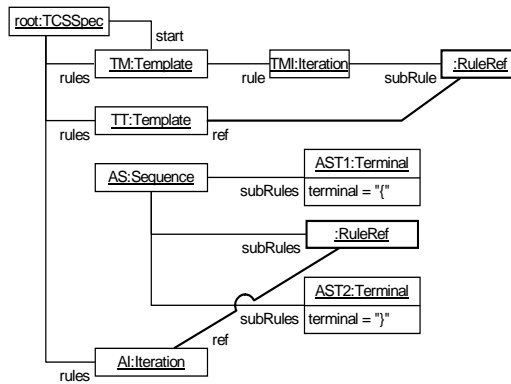 root:TCSSpec
start
TM:Template
TMI:Iteration
:RuleRef
rules
rule
subRule
TT:Template
rules
ref
AS:Sequence
AST1:Terminal
subRules
terminal = "{"
:RuleRef
subRules
AST2:Terminal
subRules
terminal = "}"
ref
AI:Iteration
rules